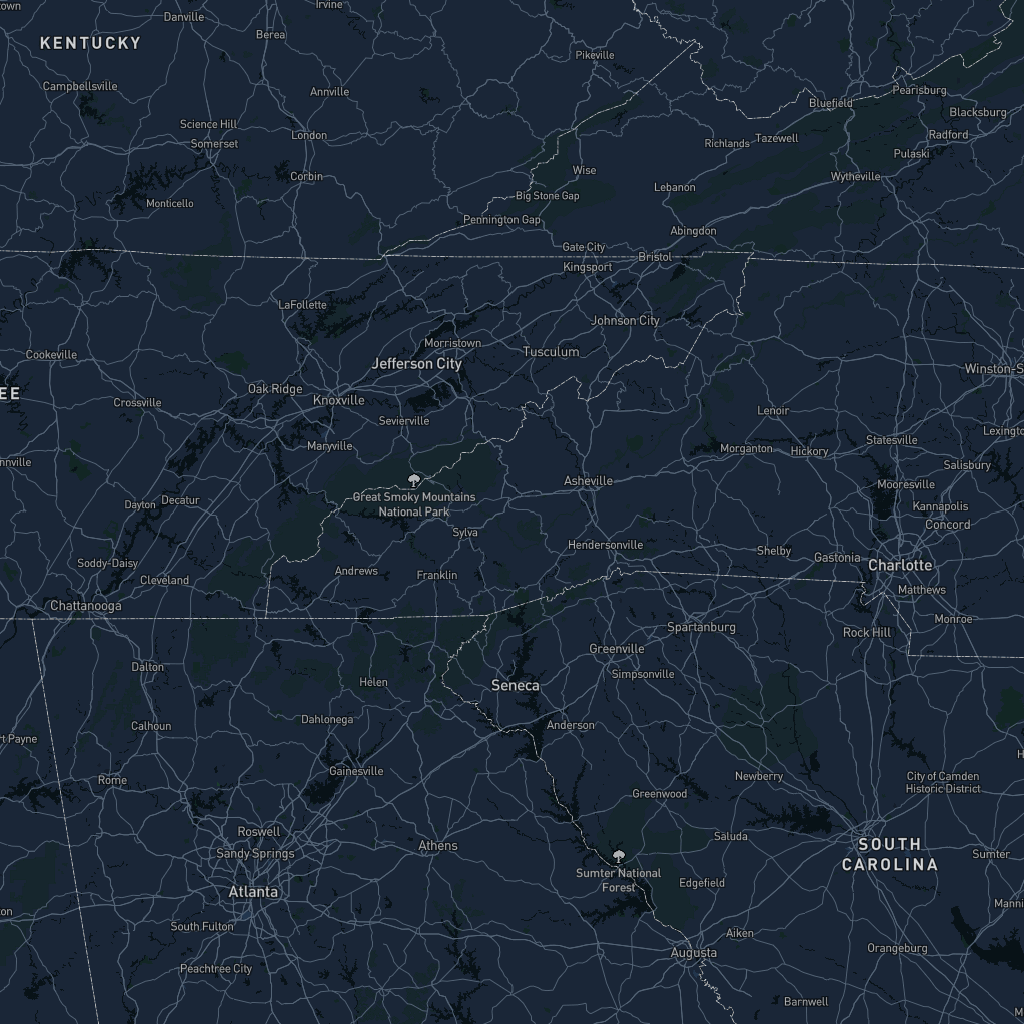 Irvine
Danville
Berea
KENTUCKY
Pikeville
Campbellsville
Annville
Pearisburg
Bluefield
Blacksburg
Science Hill
London
Radford
Tazewell
Richlands
Somerset
Pulaski
Wise
Corbin
Wytheville
Lebanon
Big Stone Gap
Monticello
Pennington Gap
Abingdon
Gate City
Bristol
Kingsport
LaFollette
Johnson City
Morristown
Tusculum
Cookeville
Jefferson City
Winston-S
EE
Oak Ridge
Crossville
Knoxville
Lenoir
Sevierville
Lexingto
Statesville
Maryville
Morganton
Hickory
nnville
Salisbury
Asheville
Mooresville
Great Smoky Mountains
National Park
Decatur
Dayton
Kannapolis
Concord
Sylva
Hendersonville
Shelby
Gastonia
Soddy-Daisy
Charlotte
Andrews
Franklin
Cleveland
Matthews
Chattanooga
Monroe
Spartanburg
Rock Hill
Greenville
Dalton
Simpsonville
Helen
Seneca
Dahlonega
Calhoun
Anderson
rt Payne
Gainesville
Rome
Newberry
City of Camden
Historic District
Greenwood
Roswell
Saluda
Athens
SOUTH
CAROLINA
Sandy Springs
Sumter
Sumter National
Forest
Edgefield
Atlanta
Manni
ton
South Fulton
Aiken
Orangeburg
Augusta
Peachtree City
Barnwell